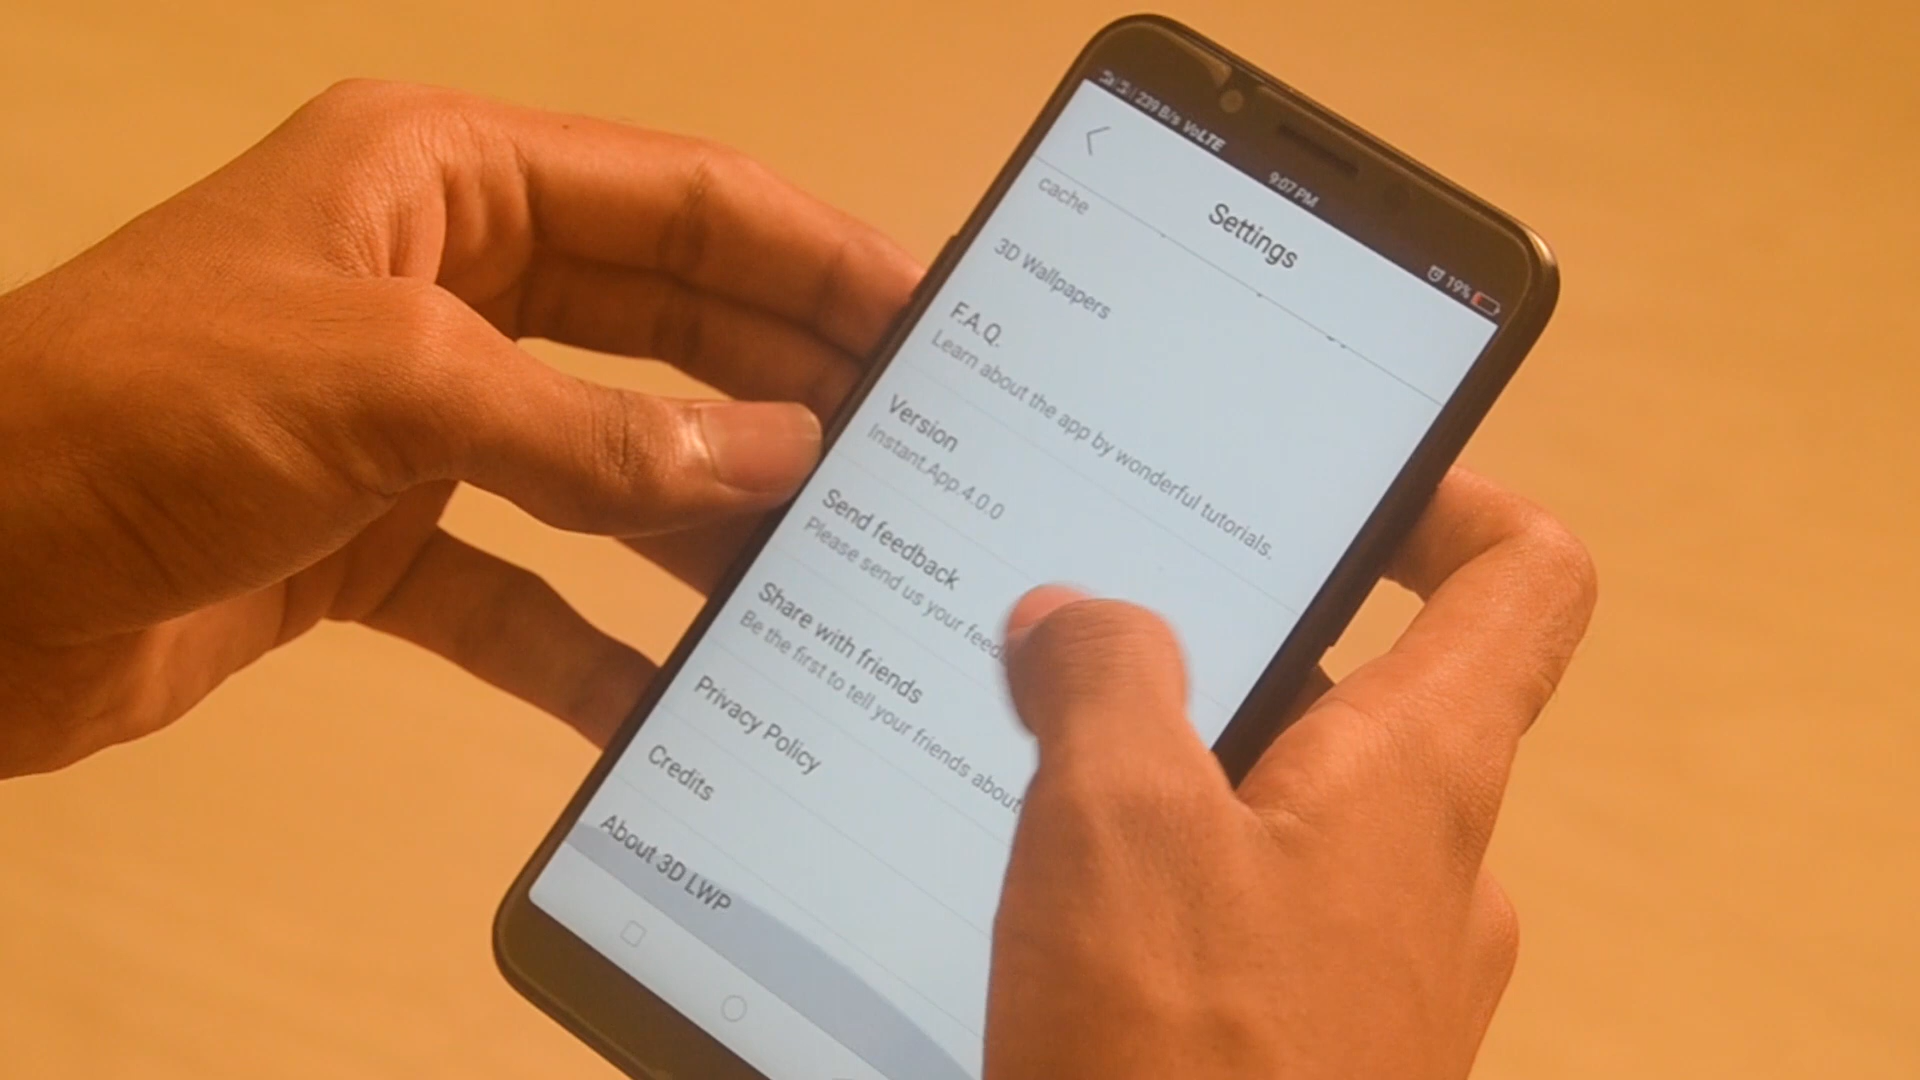 239 B/s VoLTE
9:07 PM
19%
Settings
cache
3D Wallpapers
F.A.Q.
Learn about the app by wonderful tutorials.
Version
Instant.App.4.0.0
Send feedback
Please send us your feed
Share with friends
Be the first to tell your friends about
Privacy Policy
Credits
About 3D LWP